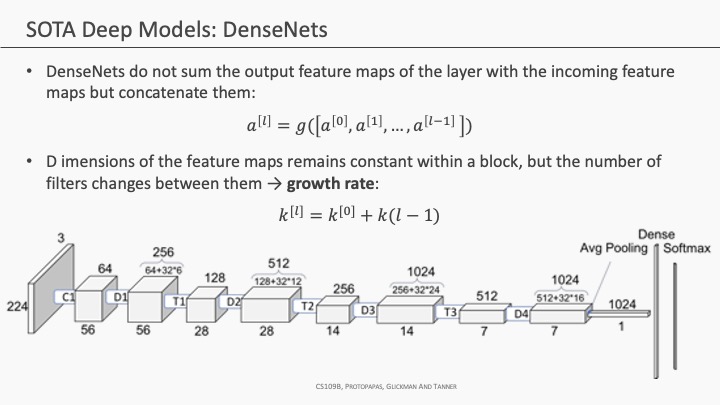 SOTA Deep Models: DenseNets
• DenseNets do not sum the output feature maps of the layer with the incoming feature
maps but concatenate them:
a^[l] = g([a^[0], a^[1], …, a^[l−1] ])
• D imensions of the feature maps remains constant within a block, but the number of
filters changes between them → growth rate:
k^[l] = k^[0] + k(l − 1)
Dense
Avg Pooling Softmax
3
64
256
64+32*6
128
512
128+32*12
256
1024
256+32*24
512
1024
512+32*16
1024
224
C1
D1
T1
D2
T2
D3
T3
D4
56
56
28
28
14
14
7
7
1
CS109B, PROTOPAPAS, GLICKMAN AND TANNER